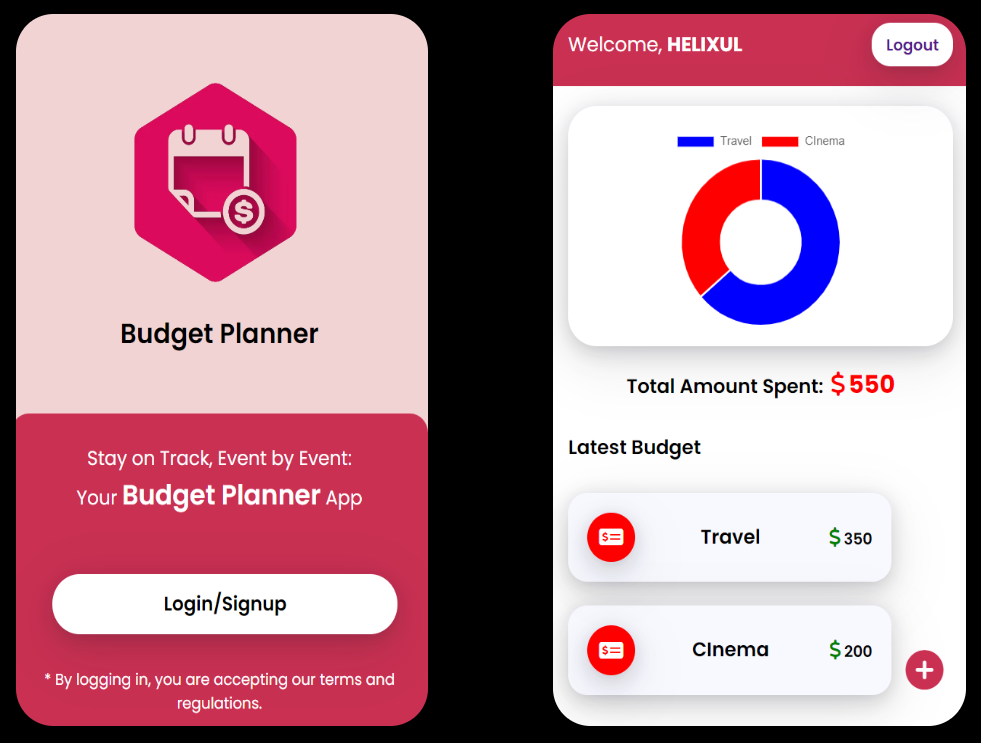 Budget Planner
Stay on Track, Event by Event:
Your Budget Planner App
Login/Signup
* By logging in, you are accepting our terms and
regulations.
Welcome, HELIXUL
Logout
Travel CInema
Total Amount Spent: $550
Latest Budget
Travel $350
CInema $200